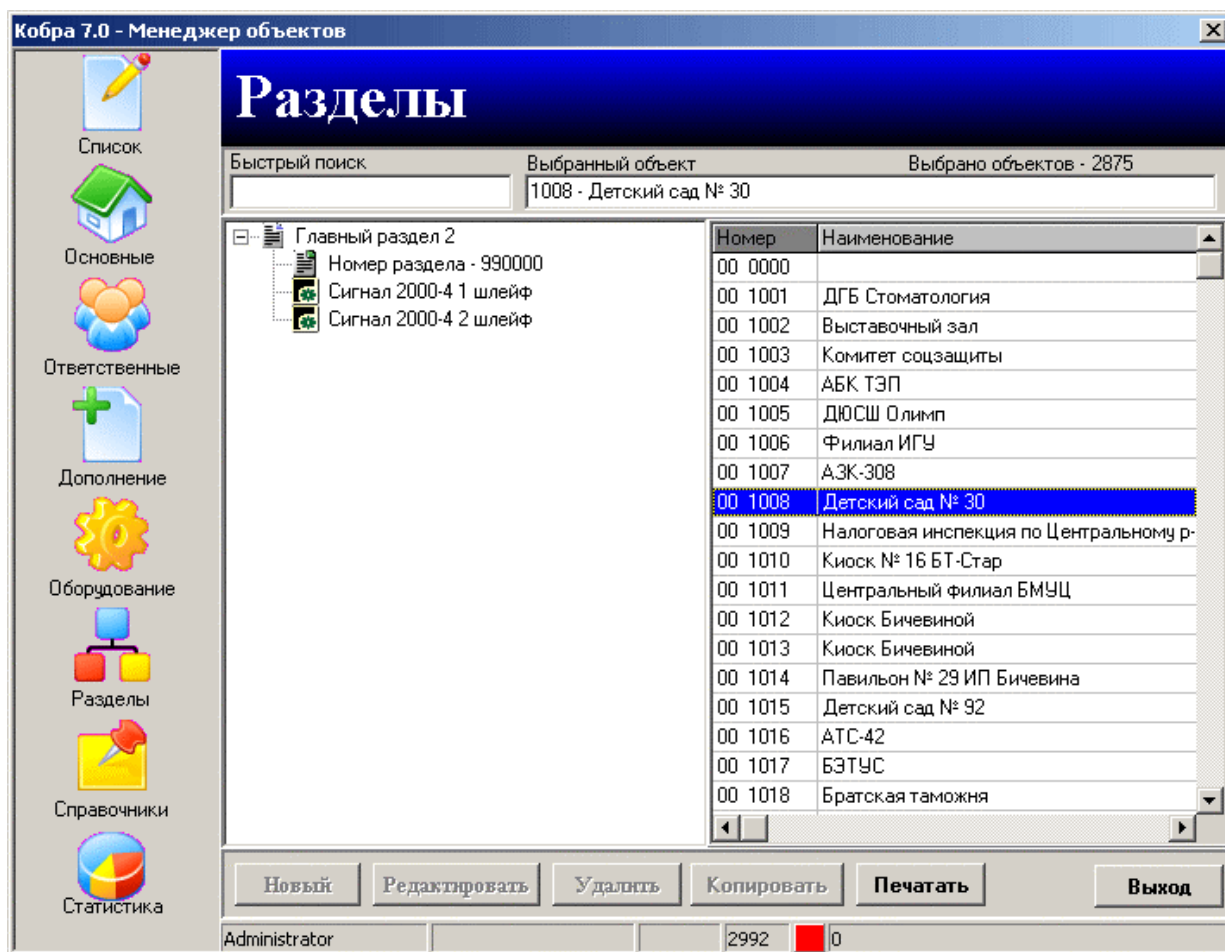 Кобра 7.0 - Менеджер объектов
Разделы
Список
Основные
Ответственные
Дополнение
Оборудование
Разделы
Справочники
Статистика
Быстрый поиск
Выбранный объект
Выбрано объектов - 2875
1008 - Детский сад № 30
Главный раздел 2
Номер раздела - 990000
Сигнал 2000-4 1 шлейф
Сигнал 2000-4 2 шлейф
Номер Наименование
00 0000
00 1001 ДГБ Стоматология
00 1002 Выставочный зал
00 1003 Комитет соцзащиты
00 1004 АБК ТЭП
00 1005 ДЮСШ Олимп
00 1006 Филиал ИГУ
00 1007 АЗК-308
00 1008 Детский сад № 30
00 1009 Налоговая инспекция по Центральному р-
00 1010 Киоск № 16 БТ-Стар
00 1011 Центральный филиал БМУЦ
00 1012 Киоск Бичевиной
00 1013 Киоск Бичевиной
00 1014 Павильон № 29 ИП Бичевина
00 1015 Детский сад № 92
00 1016 АТС-42
00 1017 БЭТУС
00 1018 Братская таможня
Новый Редактировать Удалить Копировать Печатать Выход
Administrator 2992 0